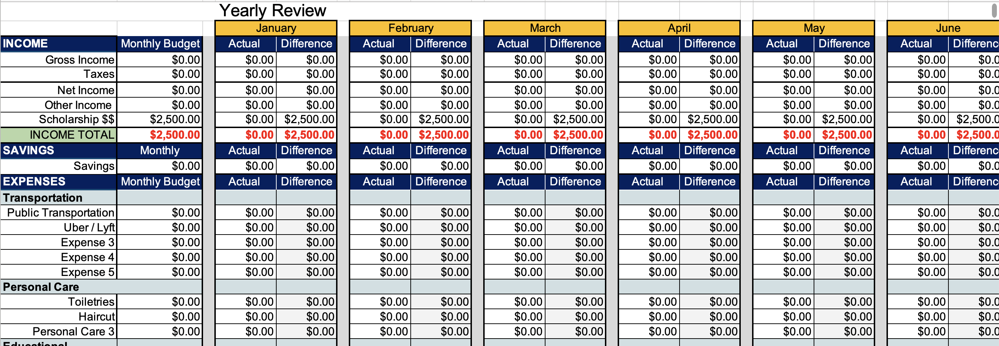 Yearly Review
January February March April May June
INCOME Monthly Budget Actual Difference Actual Difference Actual Difference Actual Difference Actual Difference Actual Differenc
Gross Income $0.00 $0.00 $0.00 $0.00 $0.00 $0.00 $0.00 $0.00 $0.00 $0.00 $0.00 $0.00 $0.0
Taxes $0.00 $0.00 $0.00 $0.00 $0.00 $0.00 $0.00 $0.00 $0.00 $0.00 $0.00 $0.00 $0.0
Net Income $0.00 $0.00 $0.00 $0.00 $0.00 $0.00 $0.00 $0.00 $0.00 $0.00 $0.00 $0.00 $0.0
Other Income $0.00 $0.00 $0.00 $0.00 $0.00 $0.00 $0.00 $0.00 $0.00 $0.00 $0.00 $0.00 $0.0
Scholarship $$ $2,500.00 $0.00 $2,500.00 $0.00 $2,500.00 $0.00 $2,500.00 $0.00 $2,500.00 $0.00 $2,500.00 $0.00 $2,500.0
INCOME TOTAL $2,500.00 $0.00 $2,500.00 $0.00 $2,500.00 $0.00 $2,500.00 $0.00 $2,500.00 $0.00 $2,500.00 $0.00 $2,500.0
SAVINGS Monthly Actual Difference Actual Difference Actual Difference Actual Difference Actual Difference Actual Differenc
Savings $0.00 $0.00 $0.00 $0.00 $0.00 $0.00 $0.00 $0.00 $0.00 $0.00 $0.00 $0.00 $0.0
EXPENSES Monthly Budget Actual Difference Actual Difference Actual Difference Actual Difference Actual Difference Actual Differenc
Transportation
Public Transportation $0.00 $0.00 $0.00 $0.00 $0.00 $0.00 $0.00 $0.00 $0.00 $0.00 $0.00 $0.00 $0.0
Uber / Lyft $0.00 $0.00 $0.00 $0.00 $0.00 $0.00 $0.00 $0.00 $0.00 $0.00 $0.00 $0.00 $0.0
Expense 3 $0.00 $0.00 $0.00 $0.00 $0.00 $0.00 $0.00 $0.00 $0.00 $0.00 $0.00 $0.00 $0.0
Expense 4 $0.00 $0.00 $0.00 $0.00 $0.00 $0.00 $0.00 $0.00 $0.00 $0.00 $0.00 $0.00 $0.0
Expense 5 $0.00 $0.00 $0.00 $0.00 $0.00 $0.00 $0.00 $0.00 $0.00 $0.00 $0.00 $0.00 $0.0
Personal Care
Toiletries $0.00 $0.00 $0.00 $0.00 $0.00 $0.00 $0.00 $0.00 $0.00 $0.00 $0.00 $0.00 $0.0
Haircut $0.00 $0.00 $0.00 $0.00 $0.00 $0.00 $0.00 $0.00 $0.00 $0.00 $0.00 $0.00 $0.0
Personal Care 3 $0.00 $0.00 $0.00 $0.00 $0.00 $0.00 $0.00 $0.00 $0.00 $0.00 $0.00 $0.00 $0.0
Educational